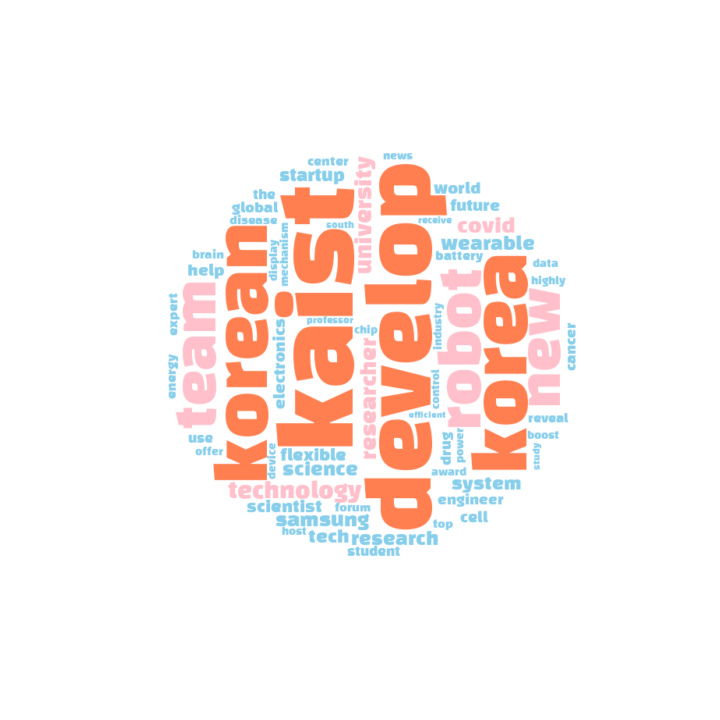 news
center
startup
university
world
the
future
global
receive
disease
south
covid
kaist
develop
korean
wearable
display
mechanism
brain
battery
help
data
highly
team
expert
robot
korea
new
professor
industry
chip
electronics
cancer
researcher
energy
control
efficient
use
offer
reveal
boost
drug
power
study
device
flexible
science
award
technology
system
engineer
scientist
forum
samsung
cell
top
host
tech
research
student